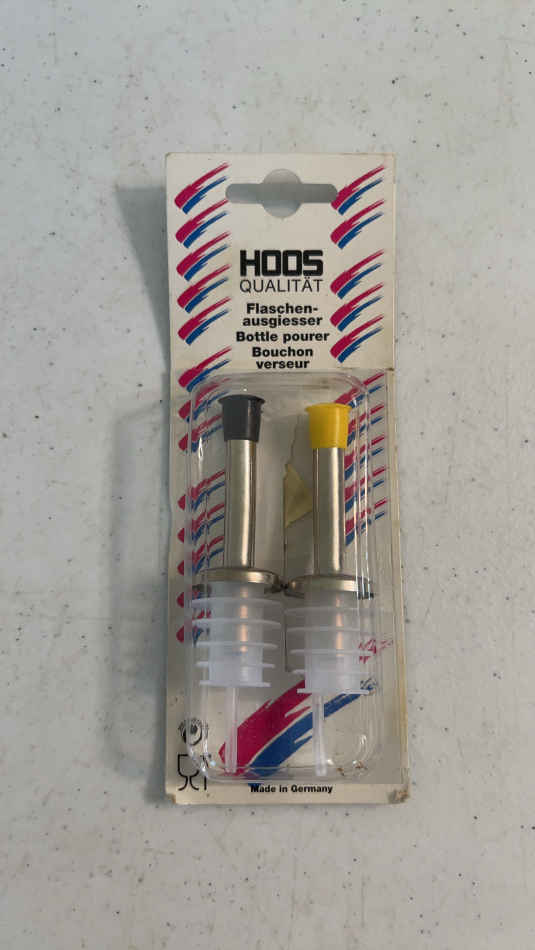 HOOS
QUALITÄT
Flaschen-
ausgiesser
Bottle pourer
Bouchon
verseur
Made in Germany